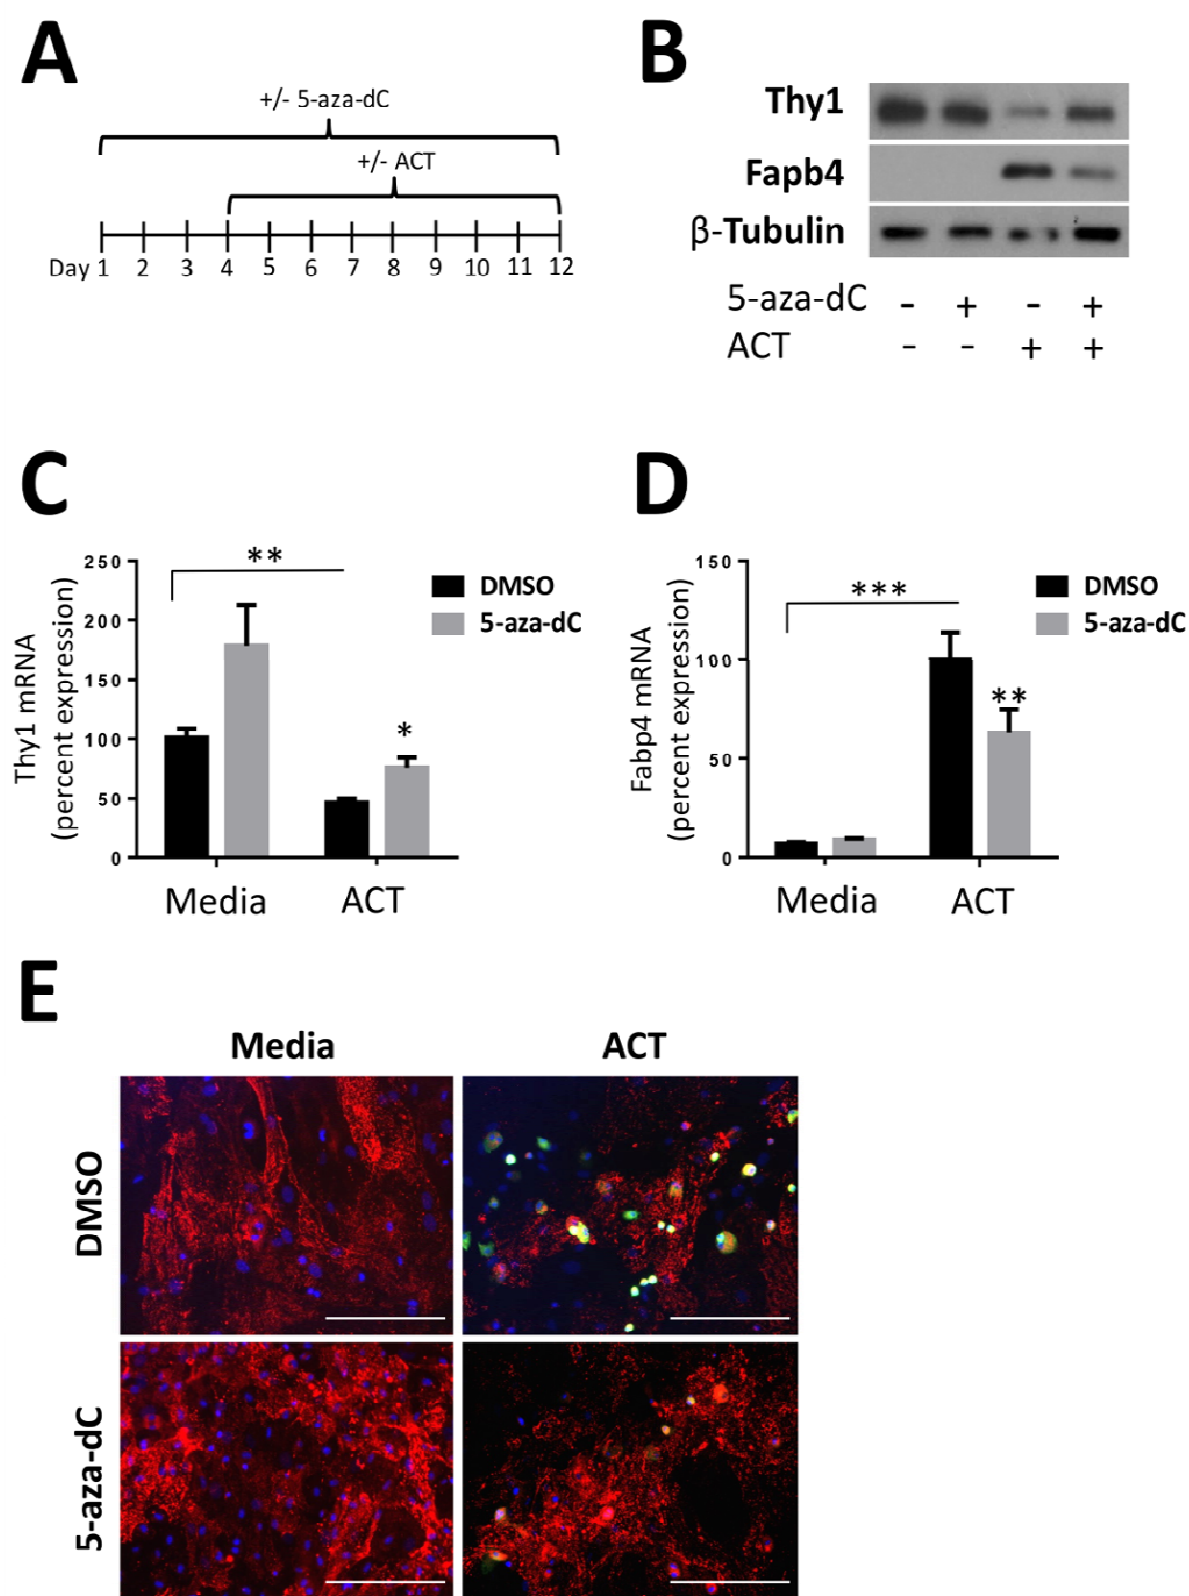 A
+/- 5-aza-dC
+/- ACT
Day 1 2 3 4 5 6 7 8 9 10 11 12
B
Thy1
Fapb4
β-Tubulin
5-aza-dC - + - +
ACT - - + +
C
Thy1 mRNA
(percent expression)
250
200
150
100
50
0
**
*
DMSO
5-aza-dC
Media ACT
D
Fabp4 mRNA
(percent expression)
150
100
50
0
***
**
DMSO
5-aza-dC
Media ACT
E
Media ACT
DMSO
5-aza-dC